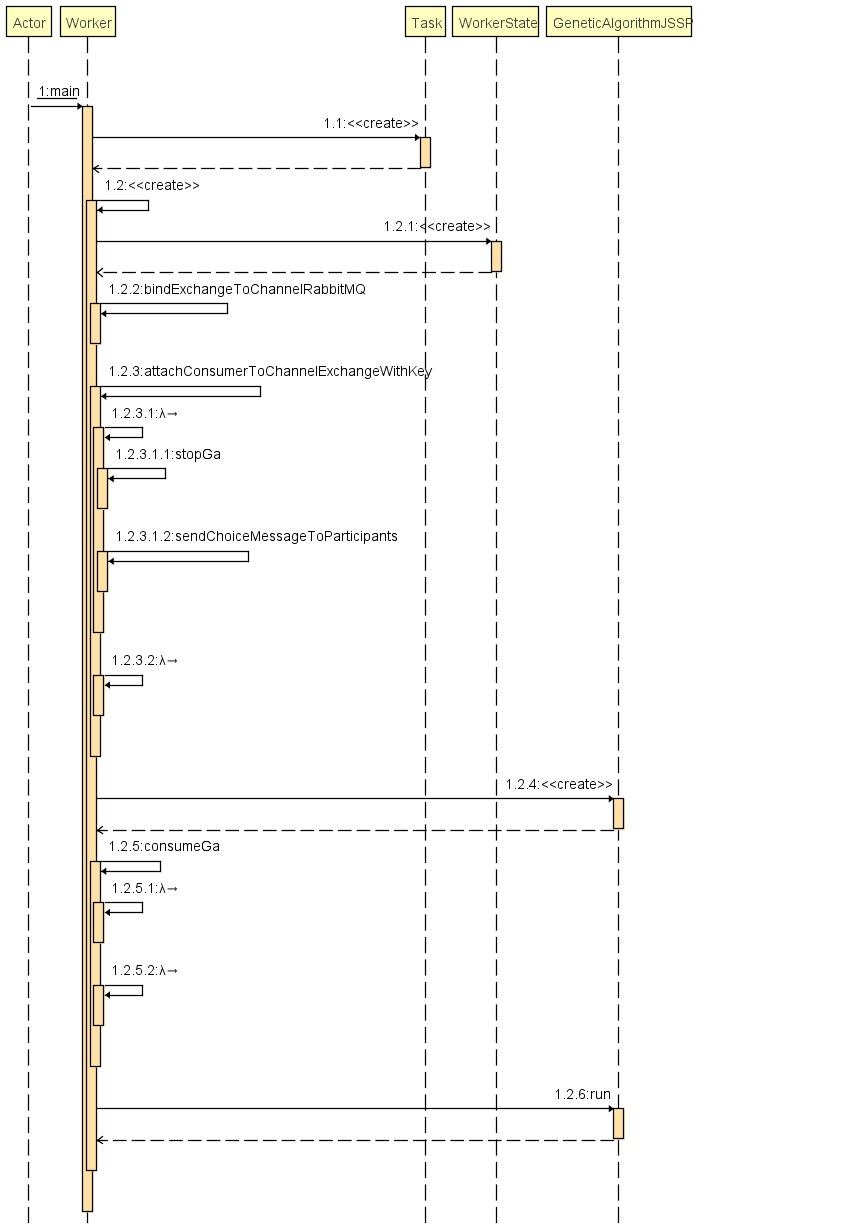 Actor
Worker
Task
WorkerState
GeneticAlgorithmJSSP
1:main
1.1:<<create>>
1.2:<<create>>
1.2.1:<<create>>
1.2.2:bindExchangeToChannelRabbitMQ
1.2.3:attachConsumerToChannelExchangeWithKey
1.2.3.1:λ→
1.2.3.1.1:stopGa
1.2.3.1.2:sendChoiceMessageToParticipants
1.2.3.2:λ→
1.2.4:<<create>>
1.2.5:consumeGa
1.2.5.1:λ→
1.2.5.2:λ→
1.2.6:run